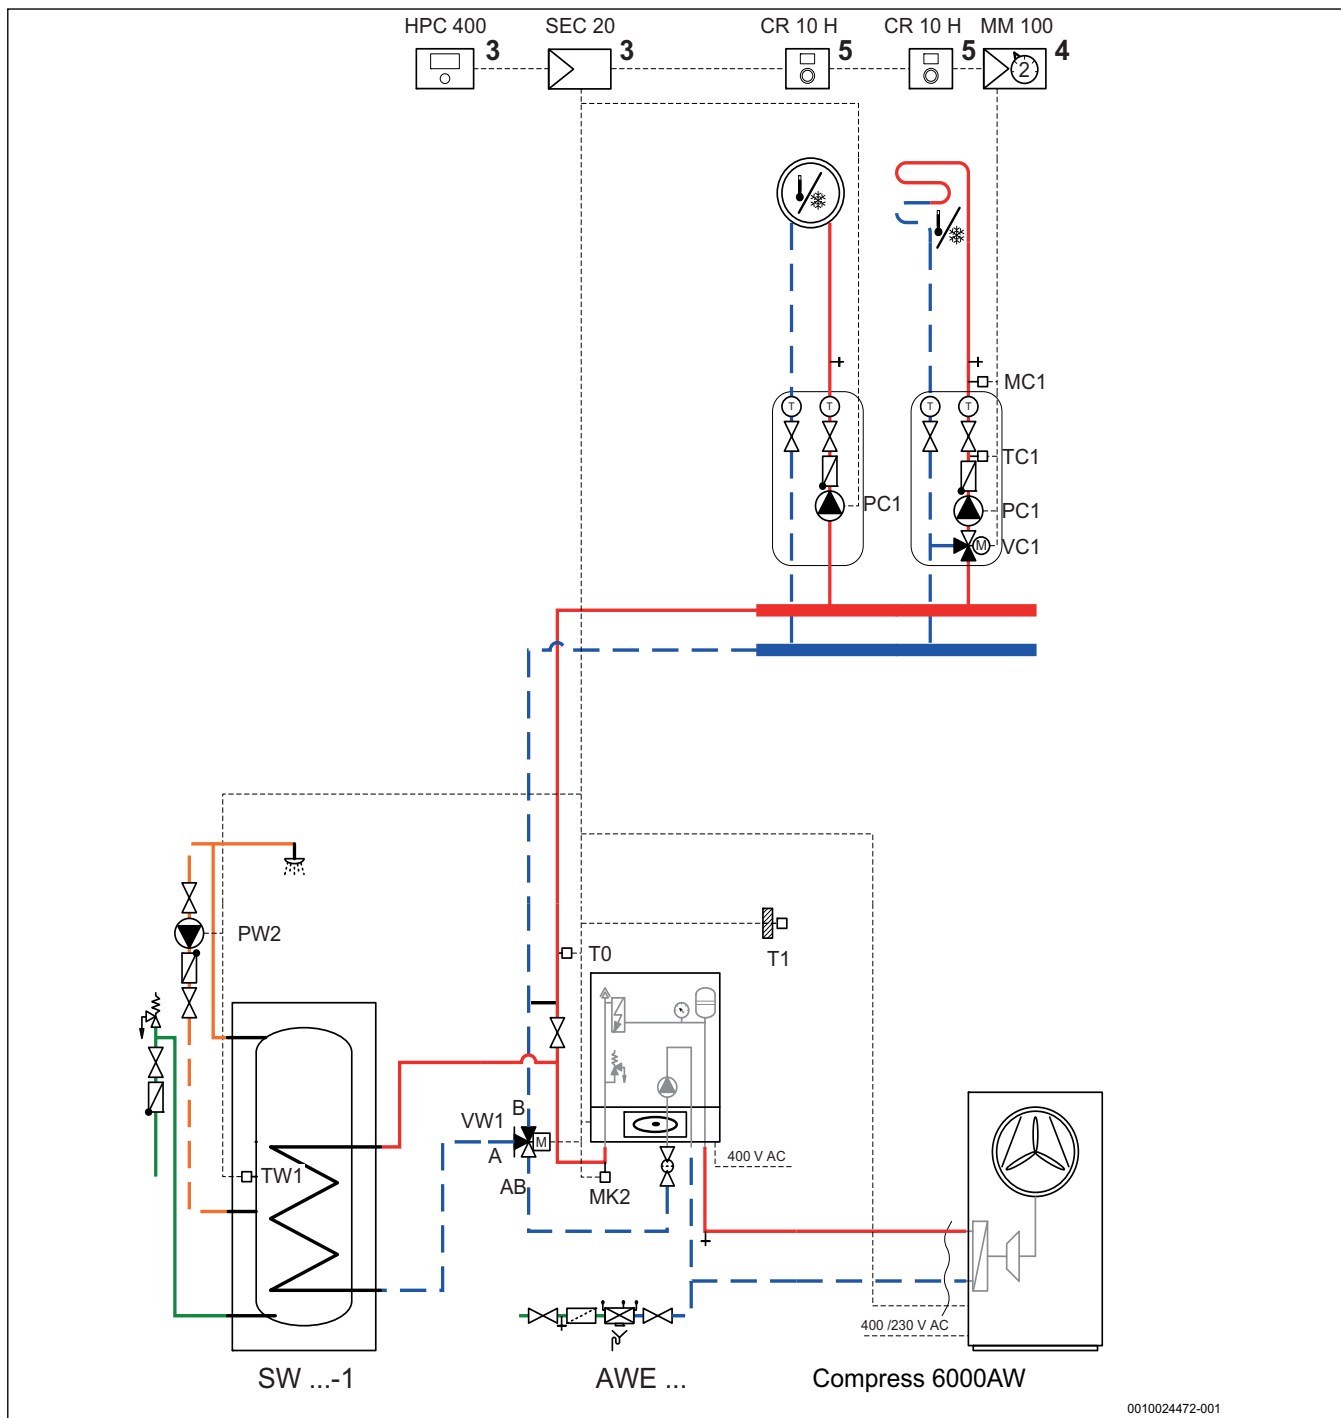 HPC 400 3 SEC 20 3 CR 10 H 5 CR 10 H 5 MM 100 4
2
MC1
T T T T
TC1
PC1 PC1
M VC1
PW2
T0 T1
B
VW1
M
A
400 V AC
TW1 AB MK2
400 /230 V AC
SW ...-1 AWE ... Compress 6000AW
0010024472-001